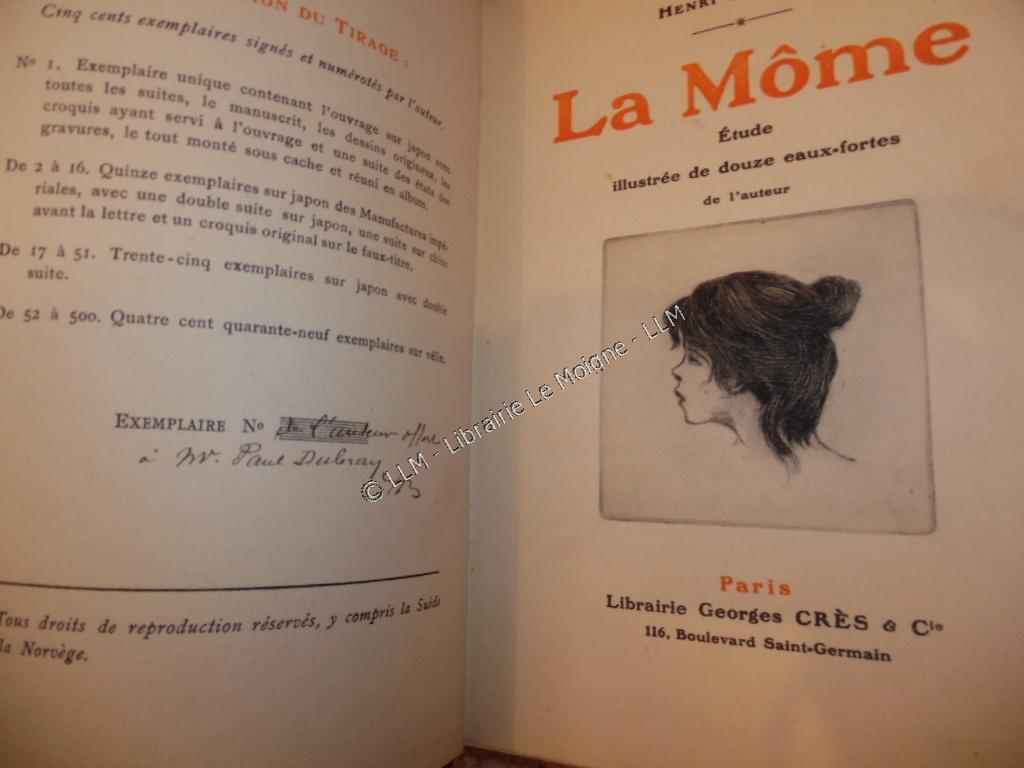 ION DU TIRAGE :
Cinq cents exemplaires signés et numérotés par l'auteur.
No 1. Exemplaire unique contenant l'ouvrage sur japon avec
toutes les suites, le manuscrit, les dessins originaux, les
croquis ayant servi à l'ouvrage et une suite des états des
gravures, le tout monté sous cache et réuni en album.
De 2 à 16. Quinze exemplaires sur japon des Manufactures impé-
riales, avec une double suite sur japon, une suite sur chine
avant la lettre et un croquis original sur le faux-titre.
De 17 à 51. Trente-cinq exemplaires sur japon avec double
suite.
De 52 à 500. Quatre cent quarante-neuf exemplaires sur vélin.
EXEMPLAIRE No l'auteur offre
à Mr. Paul Dubray
Tous droits de reproduction réservés, y compris la Suède
la Norvège.
HENRI
La Môme
Étude
illustrée de douze eaux-fortes
de l'auteur
Paris
Librairie Georges CRÈS & Cie
116, Boulevard Saint-Germain
© LLM - Librairie Le Moigne - LLM